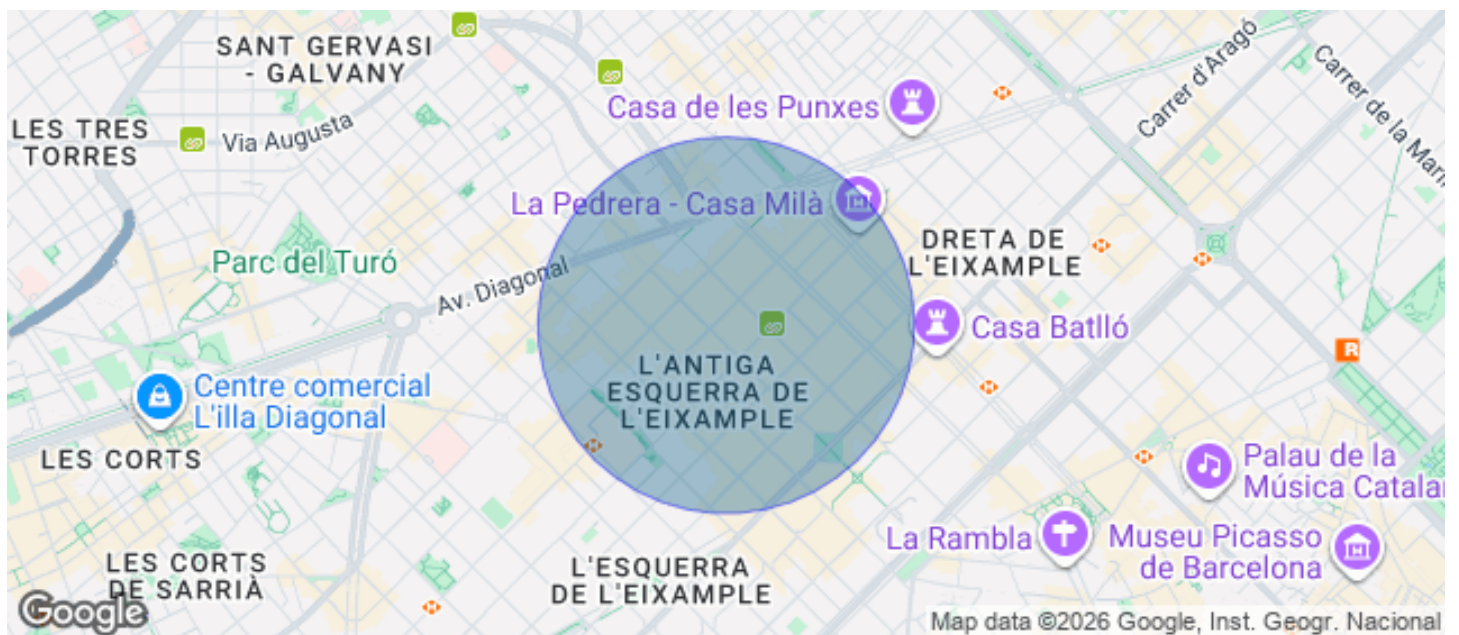 SANT GERVASI
- GALVANY
Carrer d'Aragó
Carrer de la Marin
Casa de les Punxes
LES TRES
TORRES
Via Augusta
La Pedrera - Casa Milà
DRETA DE
L'EIXAMPLE
Parc del Turó
Av. Diagonal
Casa Batlló
L'ANTIGA
ESQUERRA DE
L'EIXAMPLE
R
Centre comercial
L'illa Diagonal
LES CORTS
Palau de la
Música Catalan
La Rambla
Museu Picasso
de Barcelona
LES CORTS
DE SARRIÀ
L'ESQUERRA
DE L'EIXAMPLE
Google
Map data ©2026 Google, Inst. Geogr. Nacional